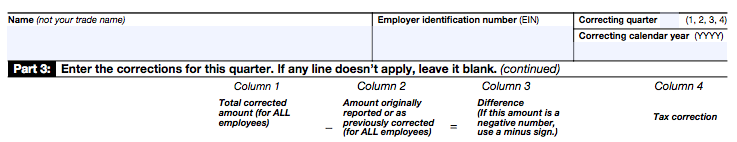 Name (not your trade name) Employer identification number (EIN) Correcting quarter (1, 2, 3, 4)
Correcting calendar year (YYYY)
Part 3: Enter the corrections for this quarter. If any line doesn't apply, leave it blank. (continued)
Column 1 Column 2 Column 3 Column 4
Total corrected amount (for ALL employees)
–
Amount originally reported or as previously corrected (for ALL employees)
=
Difference (If this amount is a negative number, use a minus sign.)
Tax correction